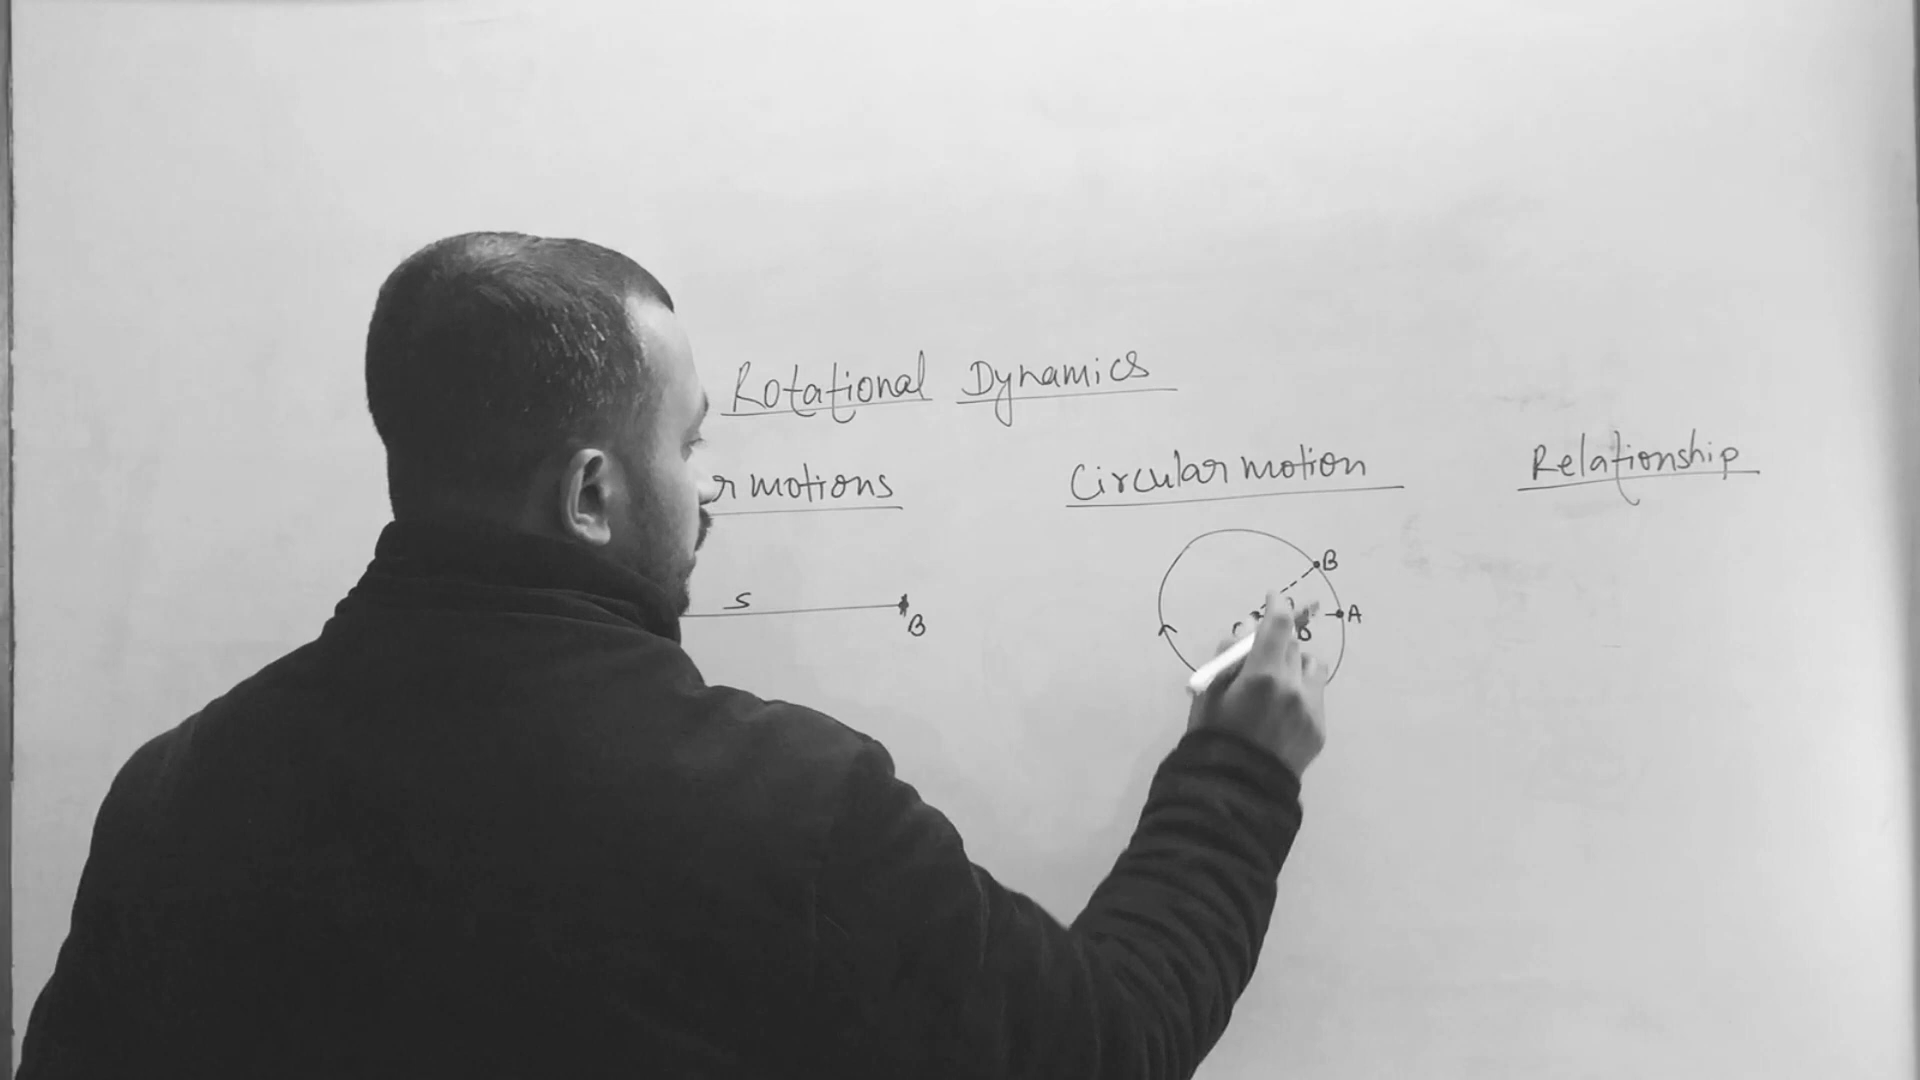 Rotational Dynamics
r motions
Circular motion
Relationship
S
B
B
A